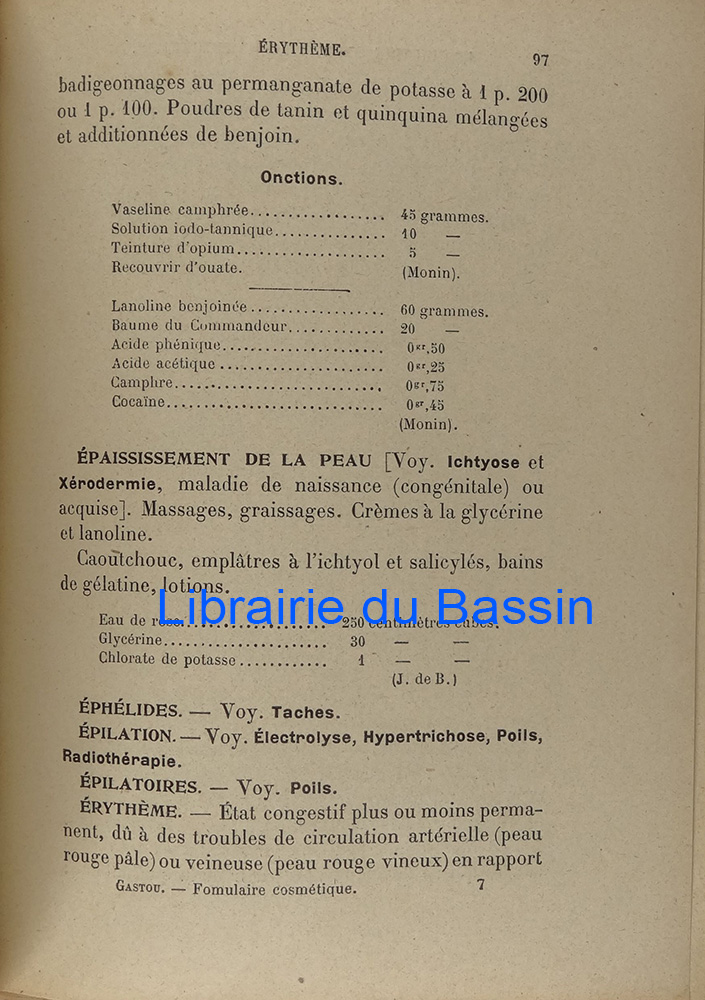 ÉRYTHÈME. 97
badigeonnages au permanganate de potasse à 1 p. 200
ou 1 p. 100. Poudres de tanin et quinquina mélangées
et additionnées de benjoin.
Onctions.
Vaseline camphrée.................. 45 grammes.
Solution iodo-tannique............... 10 —
Teinture d'opium.................... 5 —
Recouvrir d'ouate. (Monin).
Lanoline benjoinée.................. 60 grammes.
Baume du Commandeur............. 20 —
Acide phénique...................... 0gr,50
Acide acétique...................... 0gr,25
Camphre............................ 0gr,75
Cocaïne............................. 0gr,45
(Monin).
ÉPAISSISSEMENT DE LA PEAU [Voy. Ichtyose et
Xérodermie, maladie de naissance (congénitale) ou
acquise]. Massages, graissages. Crèmes à la glycérine
et lanoline.
Caoutchouc, emplâtres à l'ichtyol et salicylés, bains
de gélatine, lotions.
Librairie du Bassin
Eau de rose.................... 250 centimètres cubes.
Glycérine...................... 30 — —
Chlorate de potasse............ 1 — —
(J. de B.)
ÉPHÉLIDES. — Voy. Taches.
ÉPILATION. — Voy. Électrolyse, Hypertrichose, Poils,
Radiothérapie.
ÉPILATOIRES. — Voy. Poils.
ÉRYTHÈME. — État congestif plus ou moins perma-
nent, dû à des troubles de circulation artérielle (peau
rouge pâle) ou veineuse (peau rouge vineux) en rapport
GASTOU. — Fomulaire cosmétique. 7